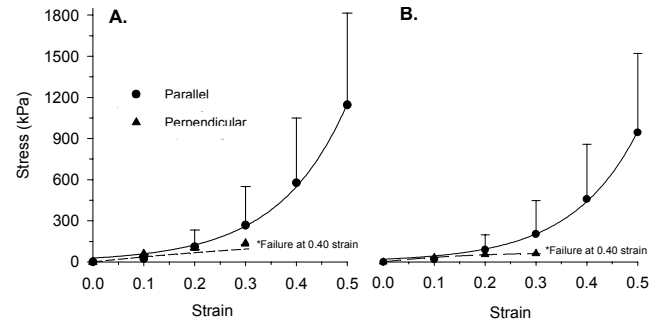 A.
B.
1800
1500
1200
900
600
300
0
Stress (kPa)
Parallel
Perpendicular
*Failure at 0.40 strain
*Failure at 0.40 strain
0.0 0.1 0.2 0.3 0.4 0.5
0.0 0.1 0.2 0.3 0.4 0.5
Strain
Strain